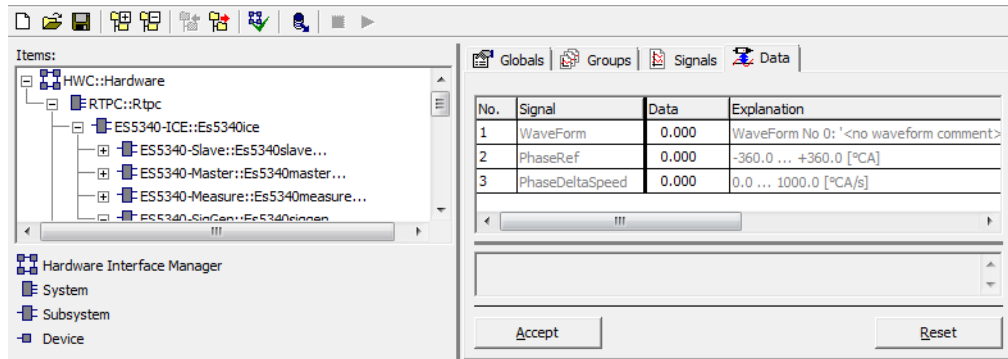 Items:
HWC::Hardware
RTPC::Rtpc
ES5340-ICE::Es5340ice
ES5340-Slave::Es5340slave...
ES5340-Master::Es5340master...
ES5340-Measure::Es5340measure...
ES5340-SigGen::Es5340siggen
Hardware Interface Manager
System
Subsystem
Device
Globals Groups Signals Data
No. Signal Data Explanation
1 WaveForm 0.000 WaveForm No 0: '<no waveform comment>
2 PhaseRef 0.000 -360.0 ... +360.0 [°CA]
3 PhaseDeltaSpeed 0.000 0.0 ... 1000.0 [°CA/s]
Accept Reset